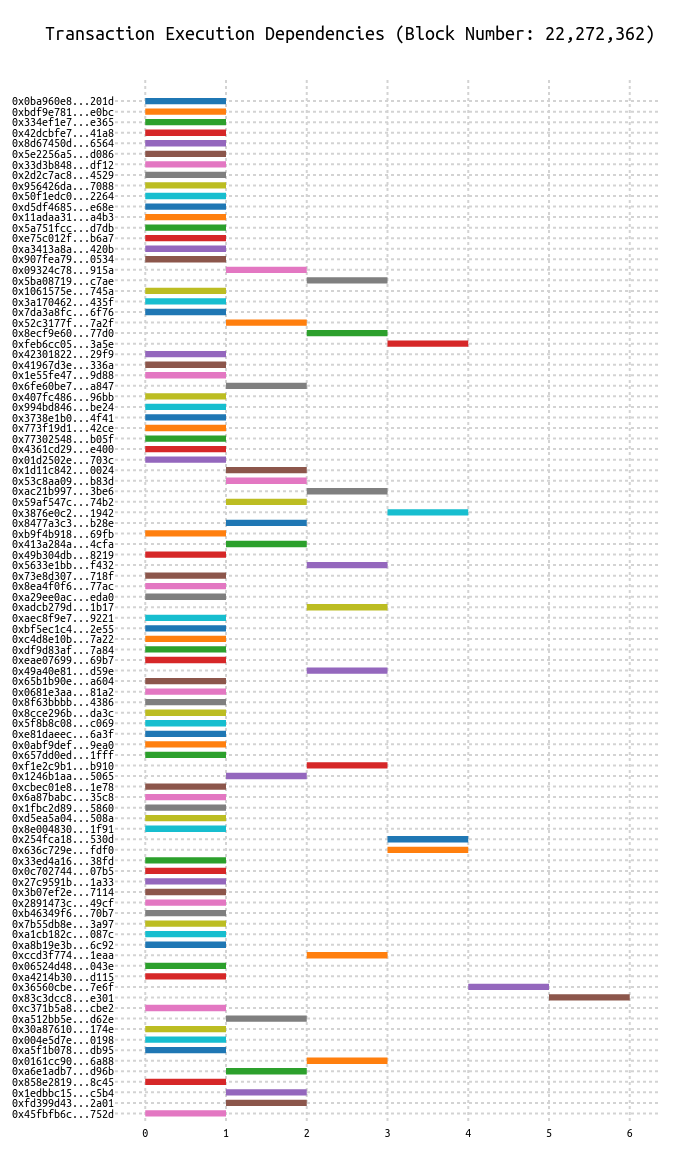 Transaction Execution Dependencies (Block Number: 22,272,362)
0x0ba960e8...201d
0xbdf9e781...e0bc
0x334ef1e7...e365
0x42dcbfe7...41a8
0x8d67450d...6564
0x5e2256a5...d086
0x33d3b848...df12
0x2d2c7ac8...4529
0x956426da...7088
0x50f1edc0...2264
0xd5df4685...e68e
0x11adaa31...a4b3
0x5a751fcc...d7db
0xe75c012f...b6a7
0xa3413a8a...420b
0x907fea79...0534
0x09324c78...915a
0x5ba08719...c7ae
0x1061575e...745a
0x3a170462...435f
0x7da3a8fc...6f76
0x52c3177f...7a2f
0x8ecf9e60...77d0
0xfeb6cc05...3a5e
0x42301822...29f9
0x41967d3e...336a
0x1e55fe47...9d88
0x6fe60be7...a847
0x407fc486...96bb
0x994bd846...be24
0x3738e1b0...4f41
0x773f19d1...42ce
0x77302548...b05f
0x4361cd29...e400
0x01d2502e...703c
0x1d11c842...0024
0x53c8aa09...b83d
0xac21b997...3be6
0x59af547c...74b2
0x3876e0c2...1942
0x8477a3c3...b28e
0xb9f4b918...69fb
0x413a284a...4cfa
0x49b304db...8219
0x5633e1bb...f432
0x73e8d307...718f
0x8ea4f0f6...77ac
0xa29ee0ac...eda0
0xadcb279d...1b17
0xaec8f9e7...9221
0xbf5ec1c4...2e55
0xc4d8e10b...7a22
0xdf9d83af...7a84
0xeae07699...69b7
0x49a40e81...d59e
0x65b1b90e...a604
0x0681e3aa...81a2
0x8f63bbbb...4386
0x8cce296b...da3c
0x5f8b8c08...c069
0xe81daeec...6a3f
0x0abf9def...9ea0
0x657dd0ed...1fff
0xf1e2c9b1...b910
0x1246b1aa...5065
0xcbec01e8...1e78
0x6a87babc...35c8
0x1fbc2d89...5860
0xd5ea5a04...508a
0x8e004830...1f91
0x254fca18...530d
0x636c729e...fdf0
0x33ed4a16...38fd
0x0c702744...07b5
0x27c9591b...1a33
0x3b07ef2e...7114
0x2891473c...49cf
0xb46349f6...70b7
0x7b55db8e...3a97
0xa1cb182c...087c
0xa8b19e3b...6c92
0xccd3f774...1eaa
0x06524d48...043e
0xa4214b30...d115
0x36560cbe...7e6f
0x83c3dcc8...e301
0xc371b5a8...cbe2
0xa512bb5e...d62e
0x30a87610...174e
0x004e5d7e...0198
0xa5f1b078...db95
0x0161cc90...6a88
0xa6e1adb7...d96b
0x858e2819...8c45
0x1edbbc15...c5b4
0xfd399d43...2a01
0x45fbfb6c...752d
0 1 2 3 4 5 6